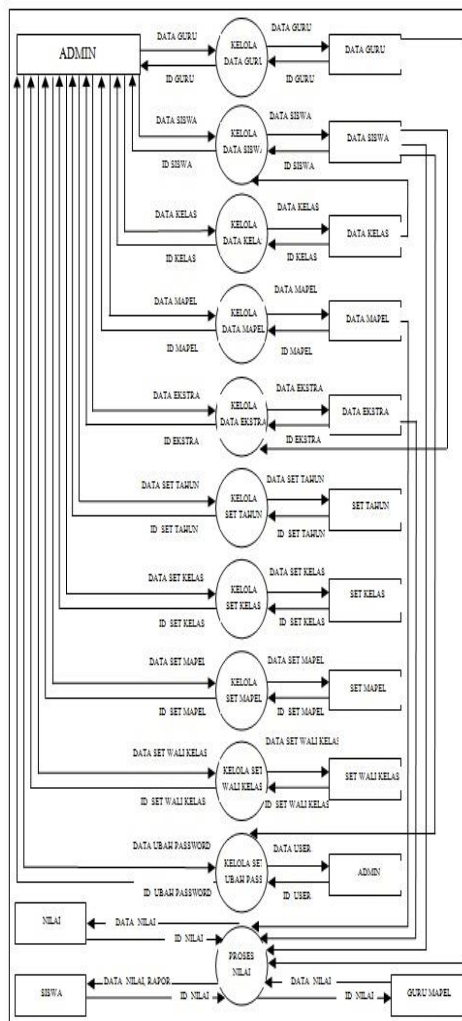 DATA GURU
KELOLA
DATA GURU
DATA GURU
ADMIN
DATA GURU
ID GURU
ID GURU
DATA SISWA
KELOLA
DATA SISWA
DATA SISWA
DATA SISWA
ID SISWA
ID SISWA
DATA KELAS
KELOLA
DATA KELAS
DATA KELAS
DATA KELAS
ID KELAS
ID KELAS
DATA MAPEL
KELOLA
DATA MAPEL
DATA MAPEL
DATA MAPEL
ID MAPEL
ID MAPEL
DATA EKSTRA
KELOLA
DATA EKSTRA
DATA EKSTRA
DATA EKSTRA
ID EKSTRA
ID EKSTRA
DATA SET TAHUN
KELOLA
SET TAHUN
DATA SET TAHUN
SET TAHUN
ID SET TAHUN
ID SET TAHUN
DATA SET KELAS
KELOLA
SET KELAS
DATA SET KELAS
SET KELAS
ID SET KELAS
ID SET KELAS
DATA SET MAPEL
KELOLA
SET MAPEL
DATA SET MAPEL
SET MAPEL
ID SET MAPEL
ID SET MAPEL
DATA SET WALI KELAS
KELOLA SET
WALI KELAS
DATA SET WALI KELAS
SET WALI KELAS
ID SET WALI KELAS
ID SET WALI KELAS
DATA UBAH PASSWORD
KELOLA SET
UBAH PASS
DATA USER
ADMIN
ID UBAH PASSWORD
ID USER
NILAI
DATA NILAI
ID NILAI
PROSES
NILAI
SISWA
DATA NILAI, RAPOR
ID NILAI
DATA NILAI
ID NILAI
GURU MAPEL